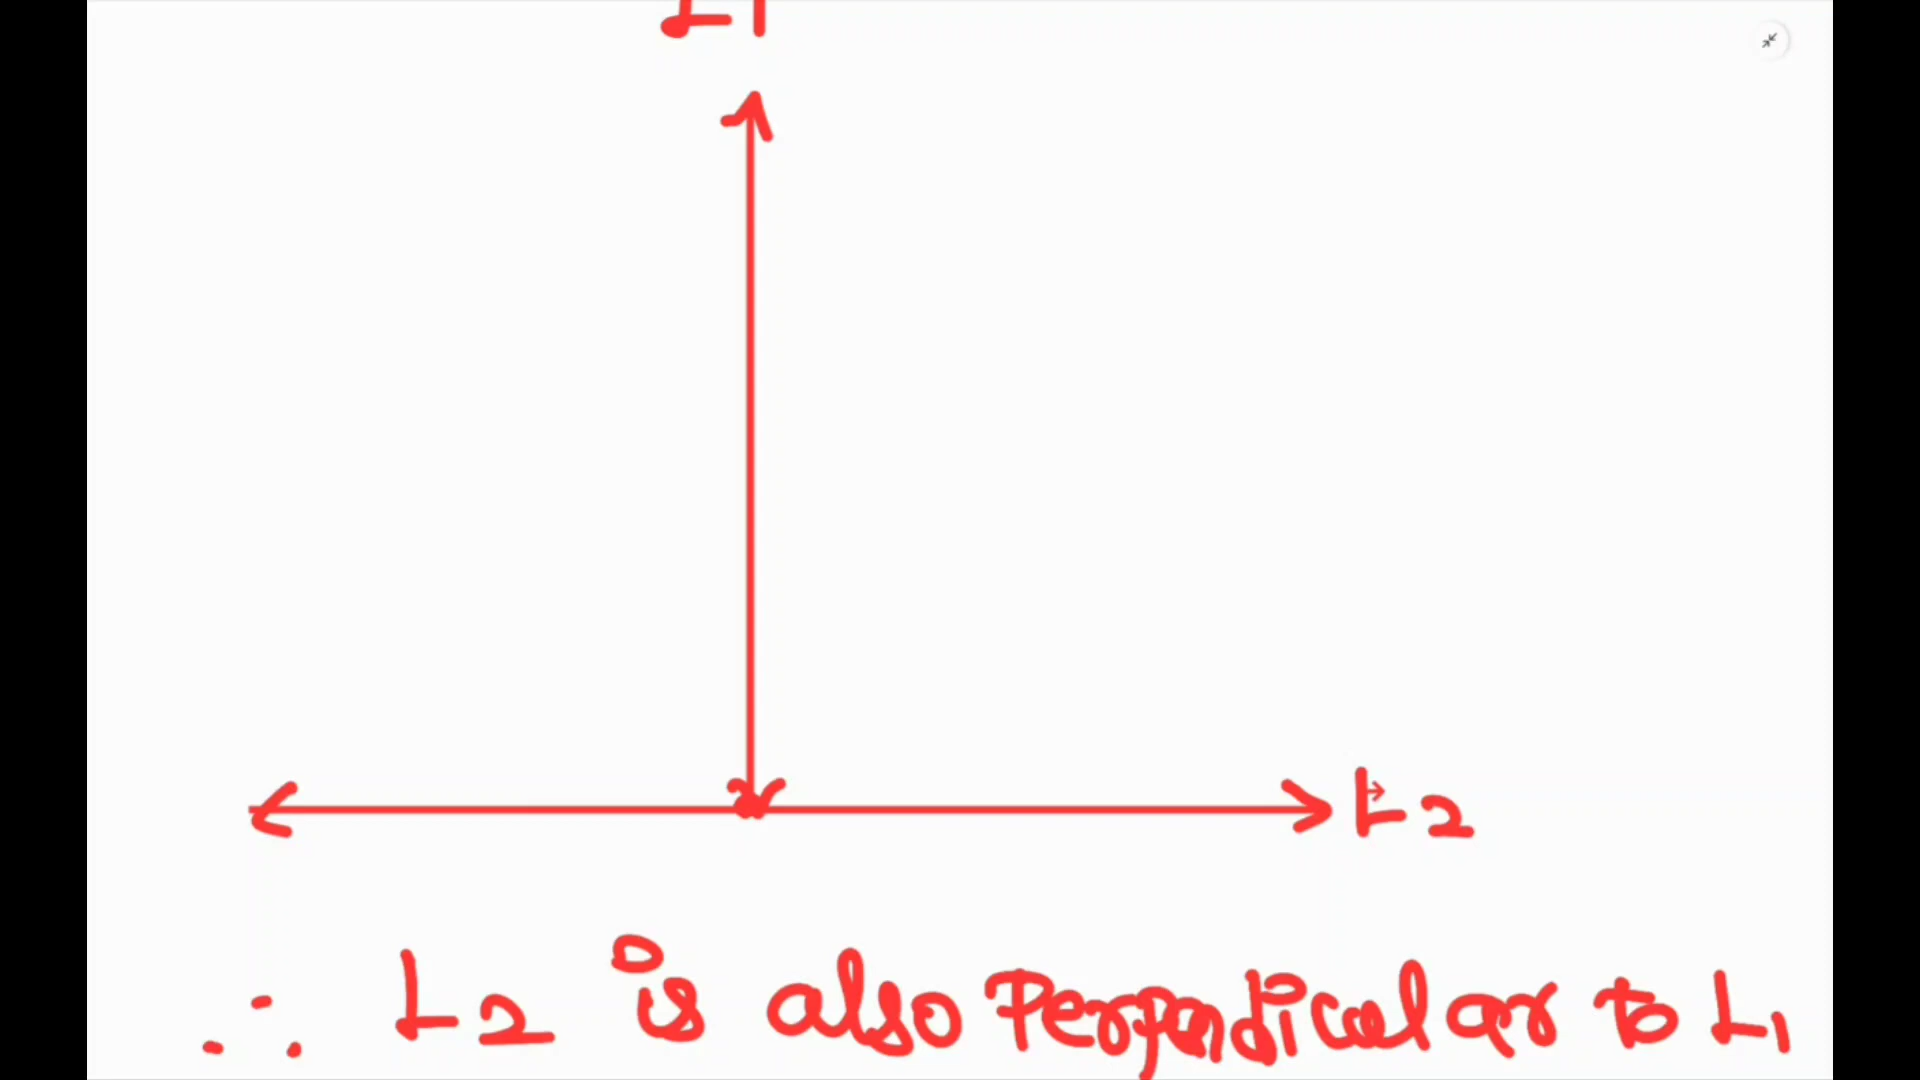 L1
L2
∴ L2 is also Perpendicular to L1